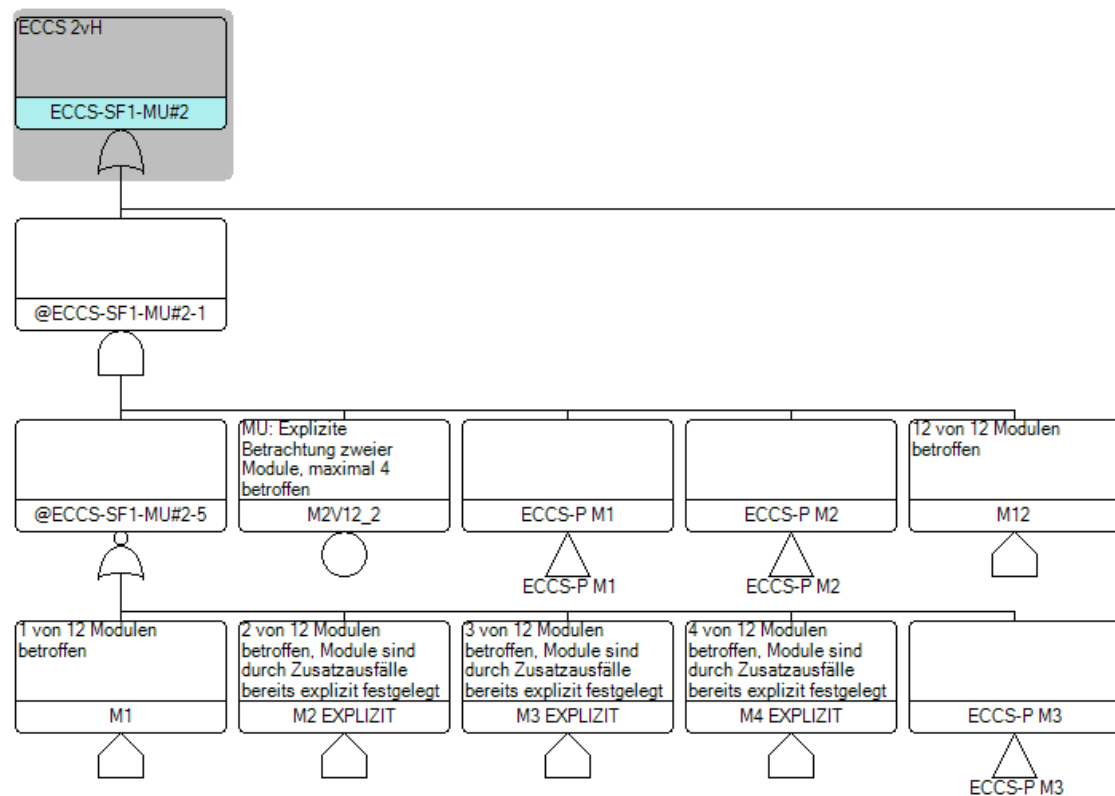 ECCS 2vH
ECCS-SF1-MU#2
@ECCS-SF1-MU#2-1
@ECCS-SF1-MU#2-5
MU: Explizite
Betrachtung zweier
Module, maximal 4
betroffen
M2V12_2
ECCS-P M1
ECCS-P M1
ECCS-P M2
ECCS-P M2
12 von 12 Modulen
betroffen
M12
1 von 12 Modulen
betroffen
M1
2 von 12 Modulen
betroffen, Module sind
durch Zusatzausfälle
bereits explizit festgelegt
M2 EXPLIZIT
3 von 12 Modulen
betroffen, Module sind
durch Zusatzausfälle
bereits explizit festgelegt
M3 EXPLIZIT
4 von 12 Modulen
betroffen, Module sind
durch Zusatzausfälle
bereits explizit festgelegt
M4 EXPLIZIT
ECCS-P M3
ECCS-P M3